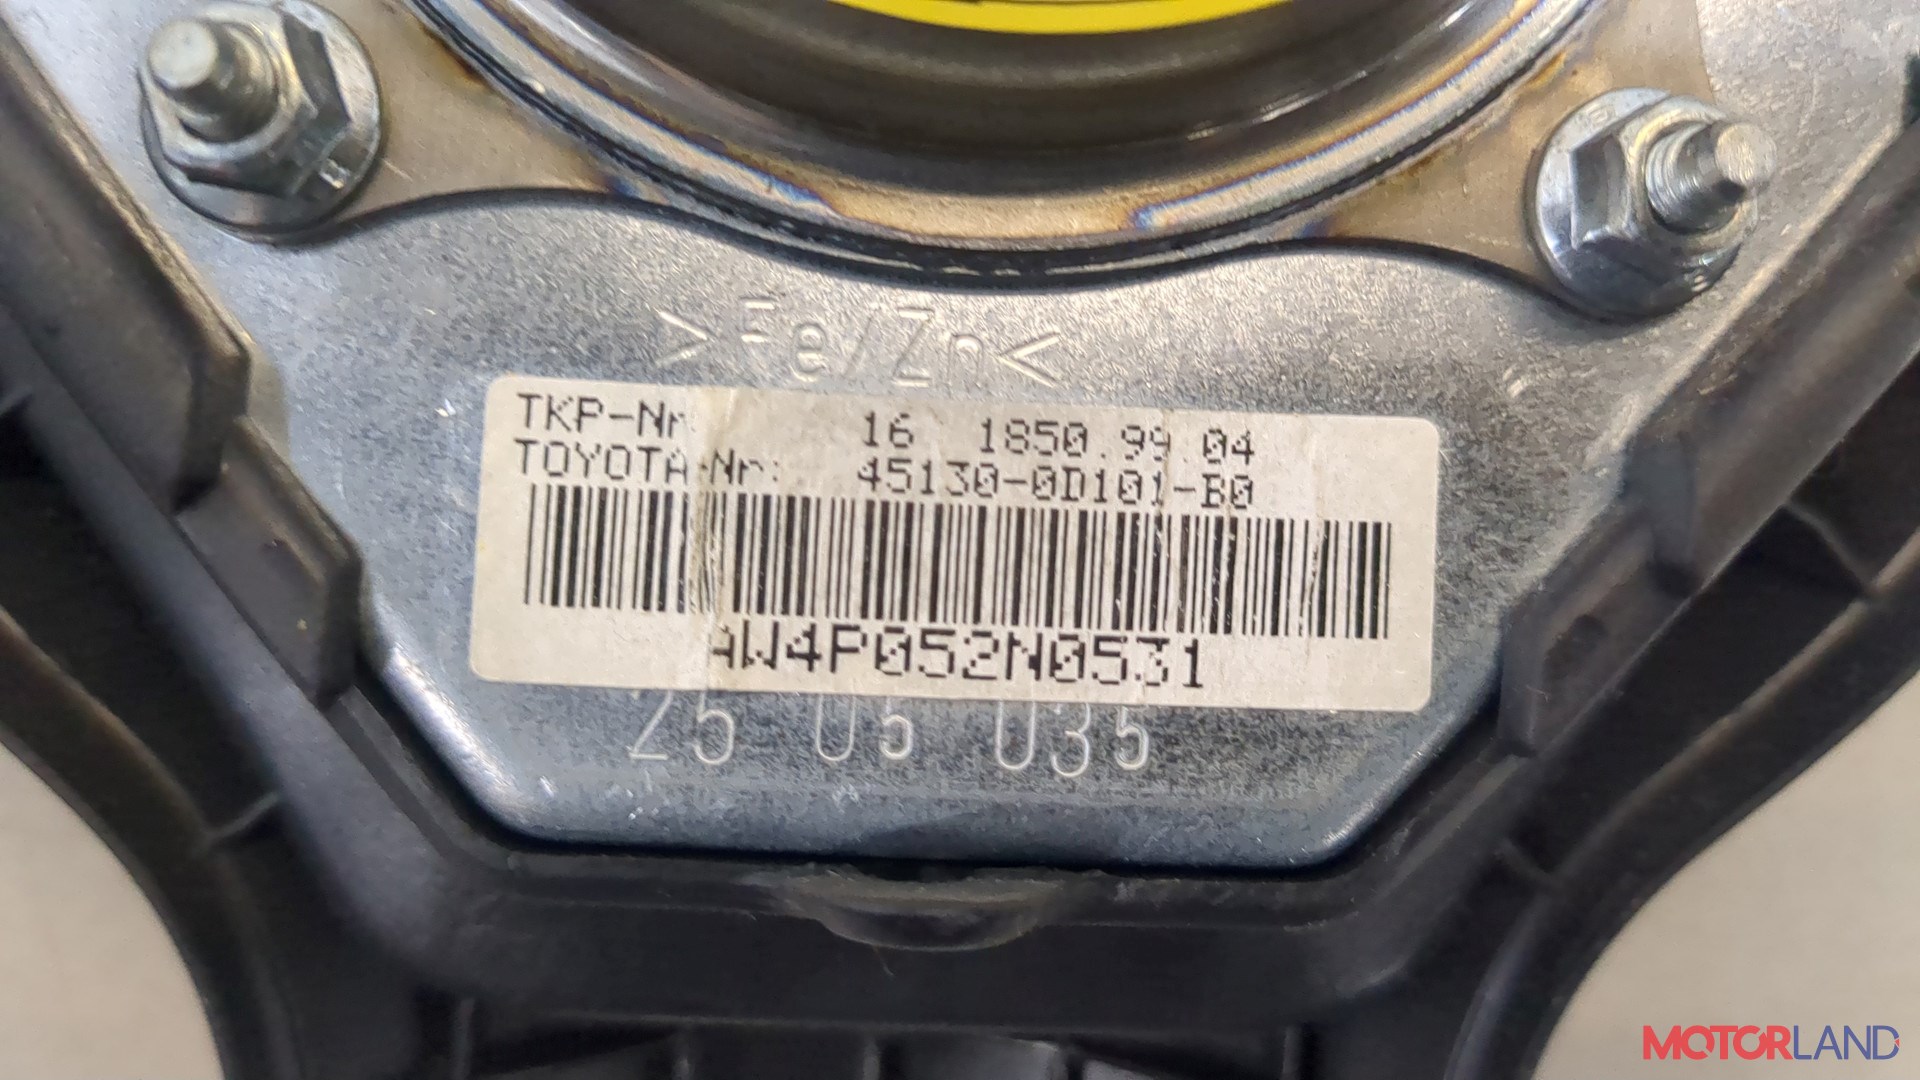 >Fe/Zn<
TKP-Nr. 16 1850.99.04
TOYOTA-Nr: 45130-0D101-B0
AW4P052N0531
25 05 035
MOTORLAND